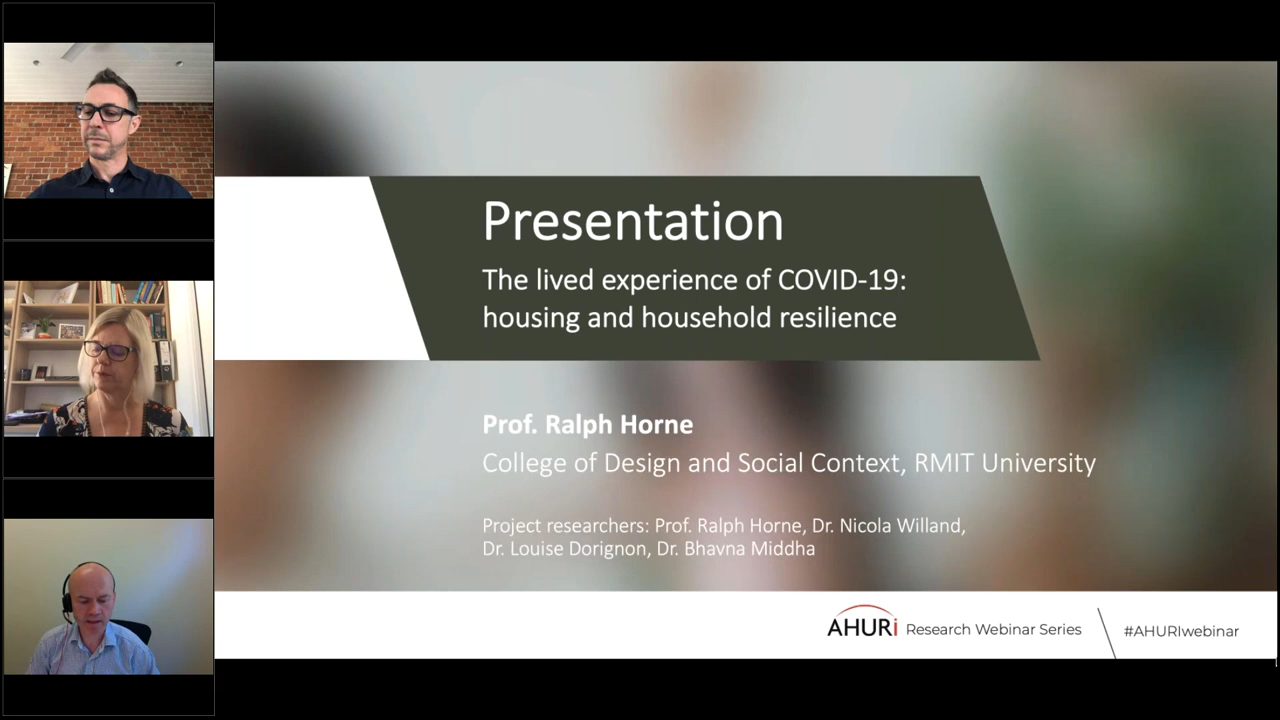 Presentation
The lived experience of COVID-19:
housing and household resilience
Prof. Ralph Horne
College of Design and Social Context, RMIT University
Project researchers: Prof. Ralph Horne, Dr. Nicola Willand,
Dr. Louise Dorignon, Dr. Bhavna Middha
AHURi Research Webinar Series
#AHURIwebinar